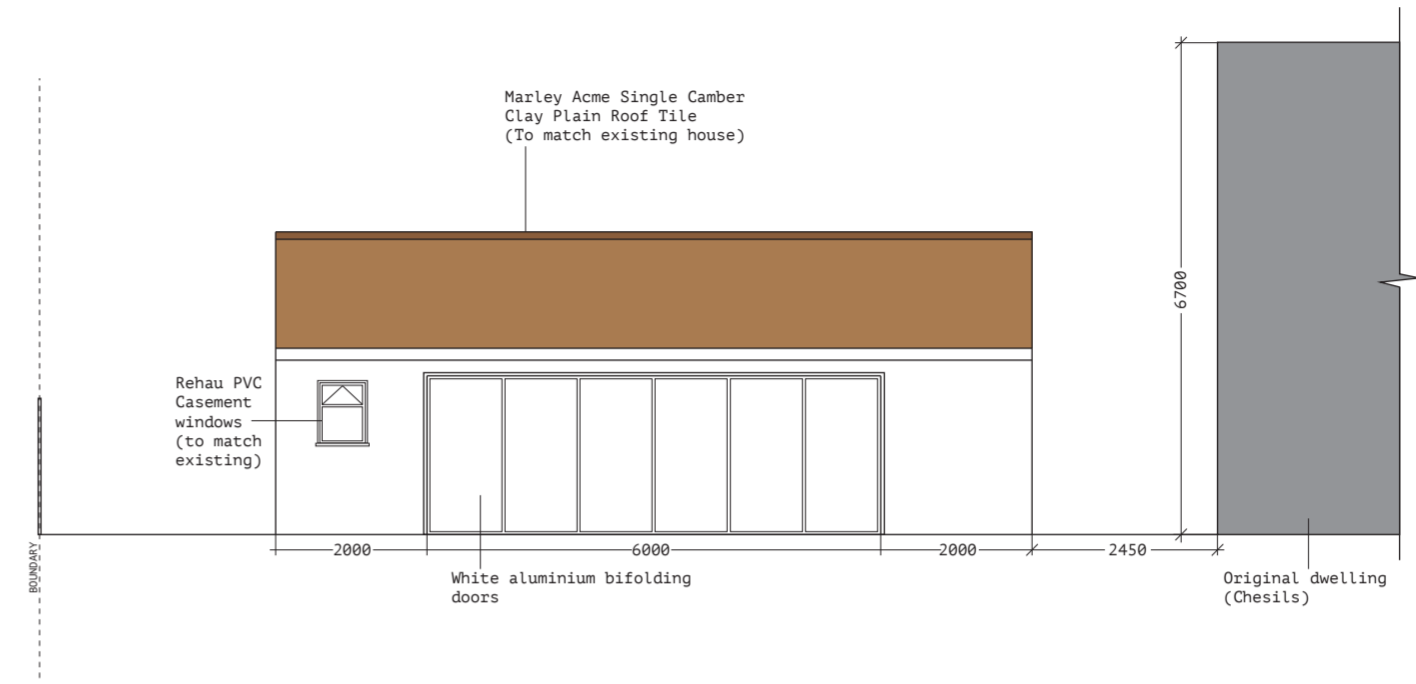 Marley Acme Single Camber
Clay Plain Roof Tile
(To match existing house)
6700
Rehau PVC
Casement
windows
(to match
existing)
BOUNDARY
2000
6000
2000
2450
White aluminium bifolding
doors
Original dwelling
(Chesils)